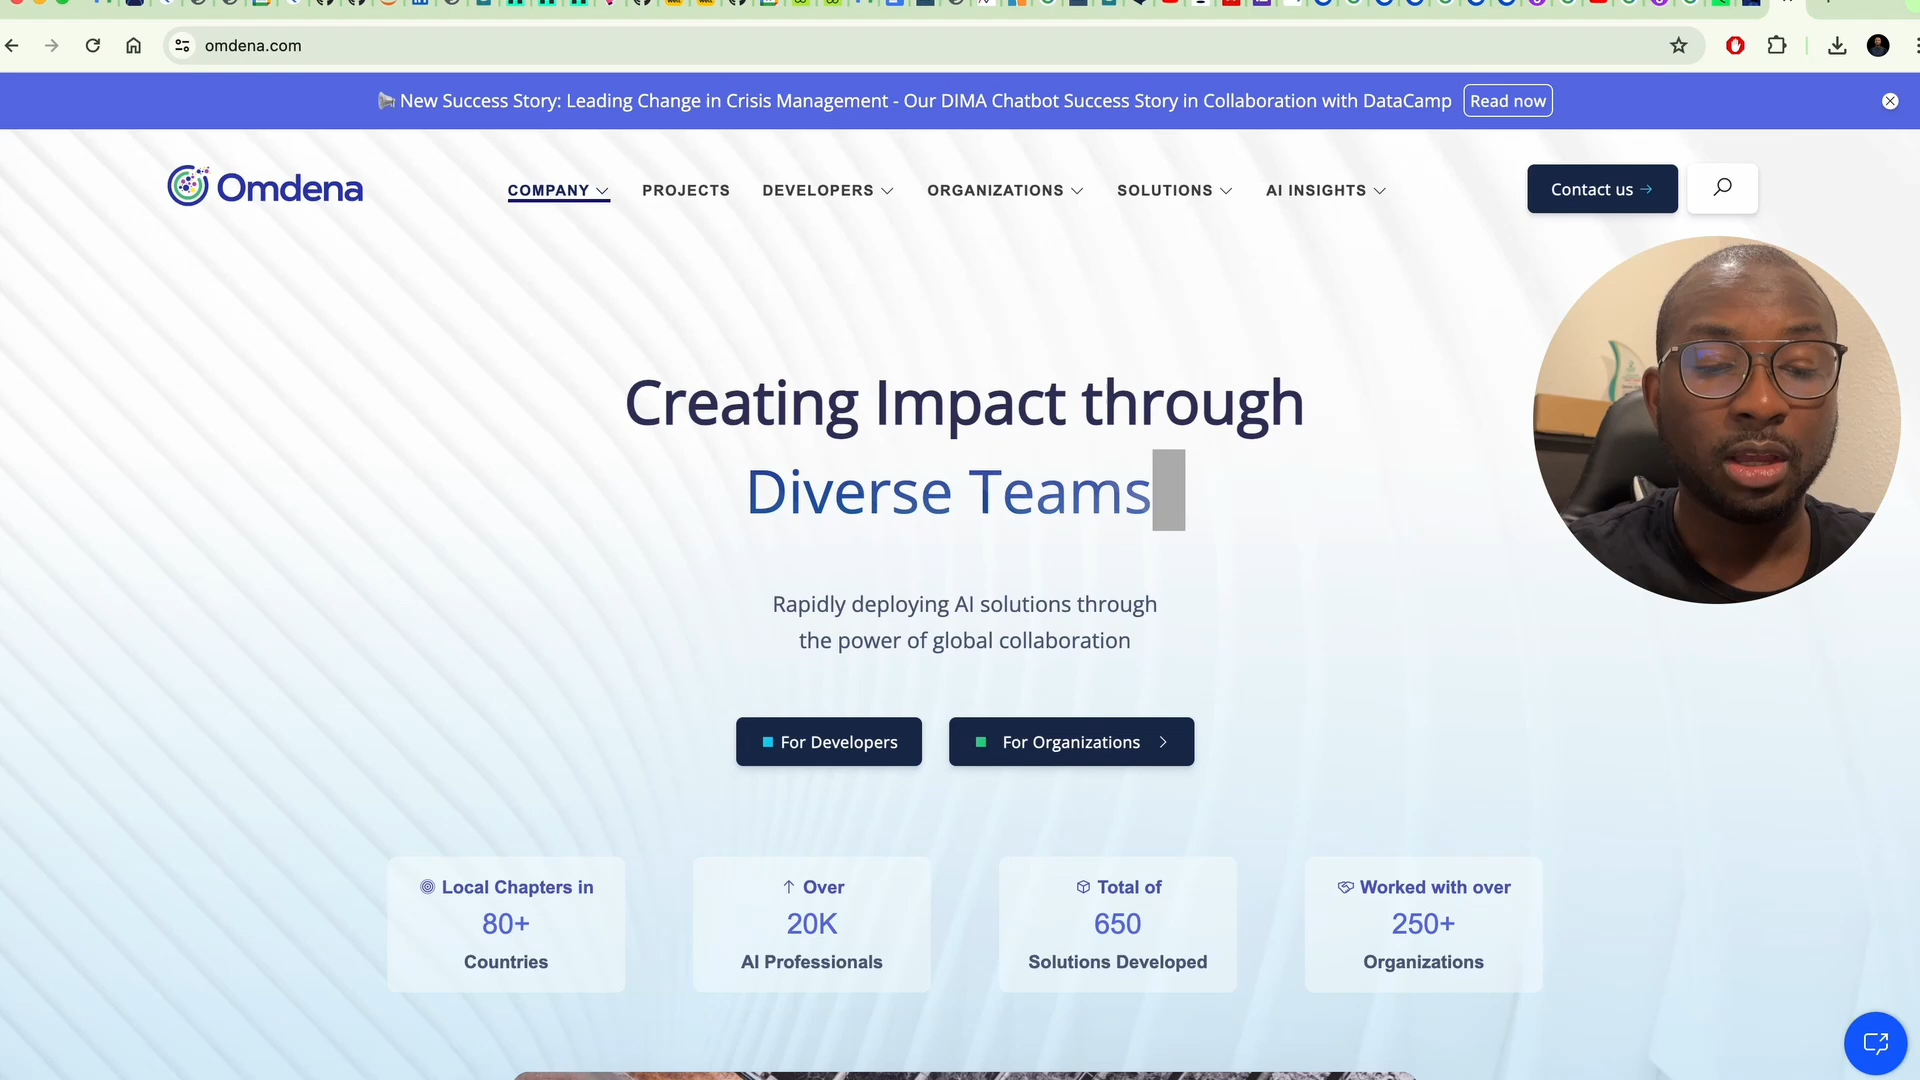 omdena.com
New Success Story: Leading Change in Crisis Management - Our DIMA Chatbot Success Story in Collaboration with DataCamp
Read now
Omdena
COMPANY
PROJECTS
DEVELOPERS
ORGANIZATIONS
SOLUTIONS
AI INSIGHTS
Contact us
Creating Impact through
Diverse Teams
Rapidly deploying AI solutions through
the power of global collaboration
For Developers
For Organizations
Local Chapters in
80+
Countries
Over
20K
AI Professionals
Total of
650
Solutions Developed
Worked with over
250+
Organizations